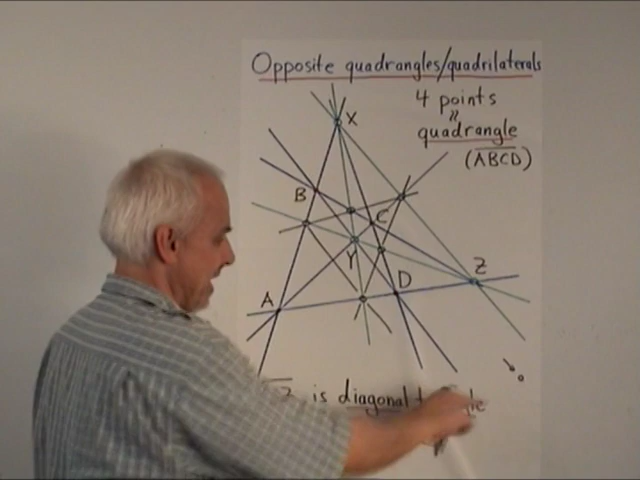 Opposite quadrangles/quadrilaterals
4 points
=
quadrangle
(ABCD)
X
B
C
Y
Z
D
A
is diagonal